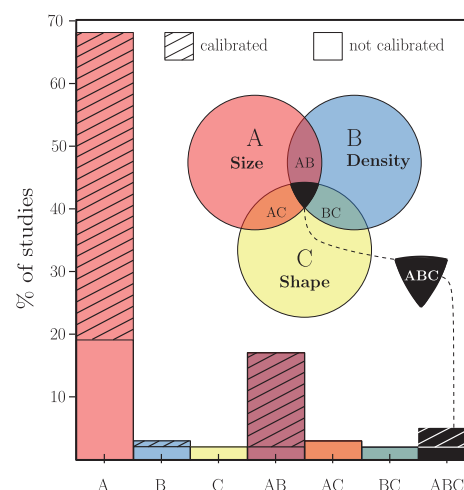 70
60
50
40
30
20
10
% of studies
calibrated
not calibrated
A
Size
B
Density
AB
AC
BC
C
Shape
ABC
A
B
C
AB
AC
BC
ABC